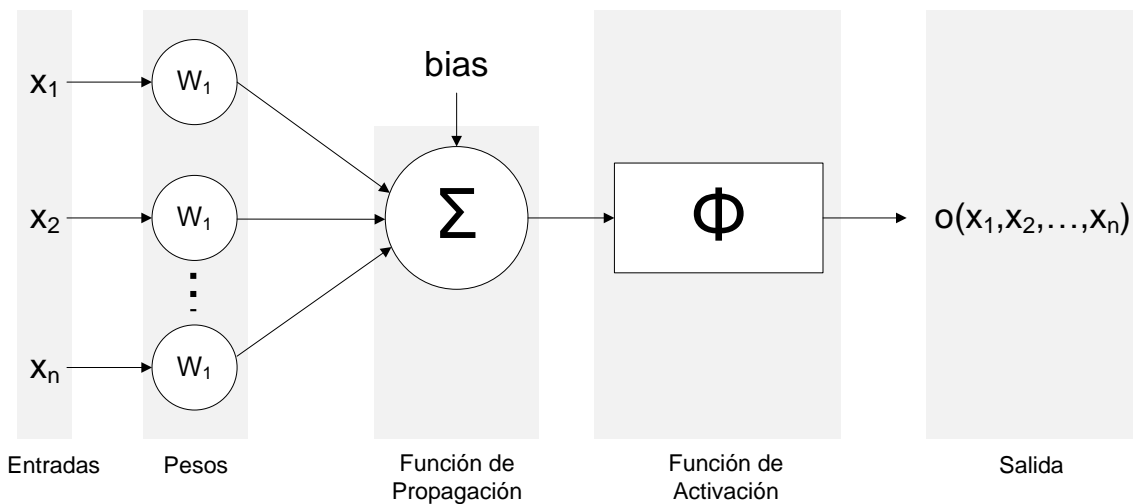 bias
x₁
W₁
x₂
W₁
Σ
Φ
o(x₁,x₂,…,xₙ)
xₙ
W₁
Entradas
Pesos
Función de
Propagación
Función de
Activación
Salida